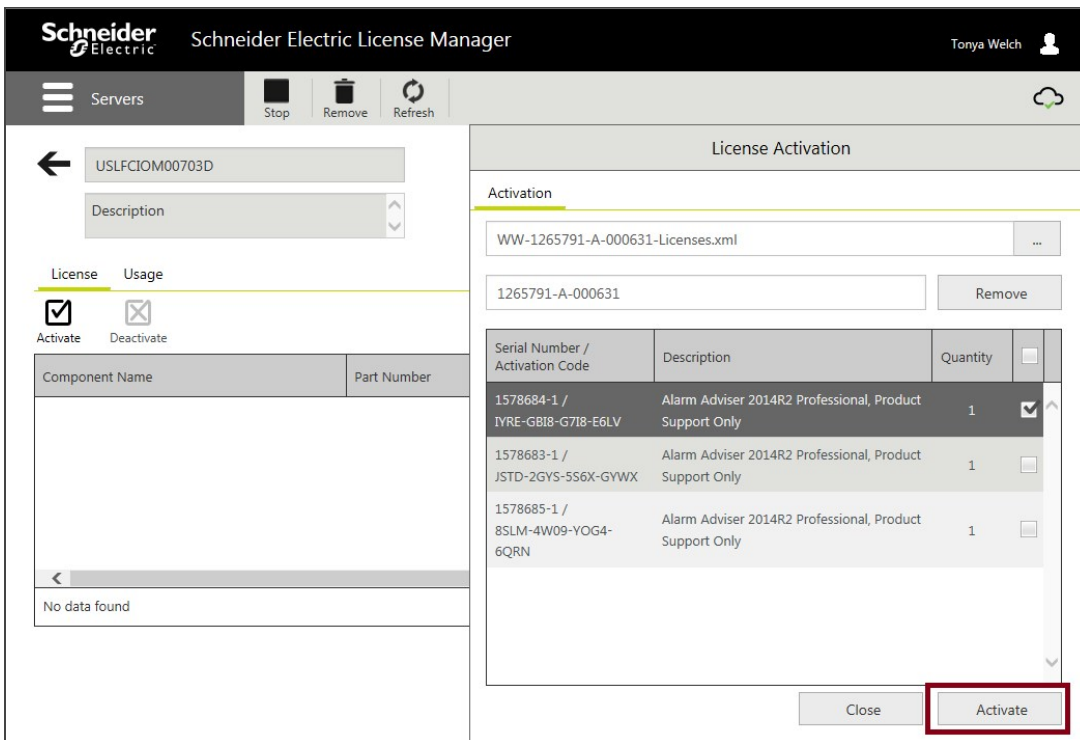 Schneider
Electric
Schneider Electric License Manager
Tonya Welch
Servers
Stop
Remove
Refresh
USLFCIOM00703D
Description
License
Usage
Activate
Deactivate
Component Name
Part Number
No data found
License Activation
Activation
WW-1265791-A-000631-Licenses.xml
...
1265791-A-000631
Remove
Serial Number /
Activation Code
Description
Quantity
1578684-1 /
IYRE-GBI8-G7I8-E6LV
Alarm Adviser 2014R2 Professional, Product
Support Only
1
1578683-1 /
JSTD-2GYS-5S6X-GYWX
Alarm Adviser 2014R2 Professional, Product
Support Only
1
1578685-1 /
8SLM-4W09-YOG4-
6QRN
Alarm Adviser 2014R2 Professional, Product
Support Only
1
Close
Activate